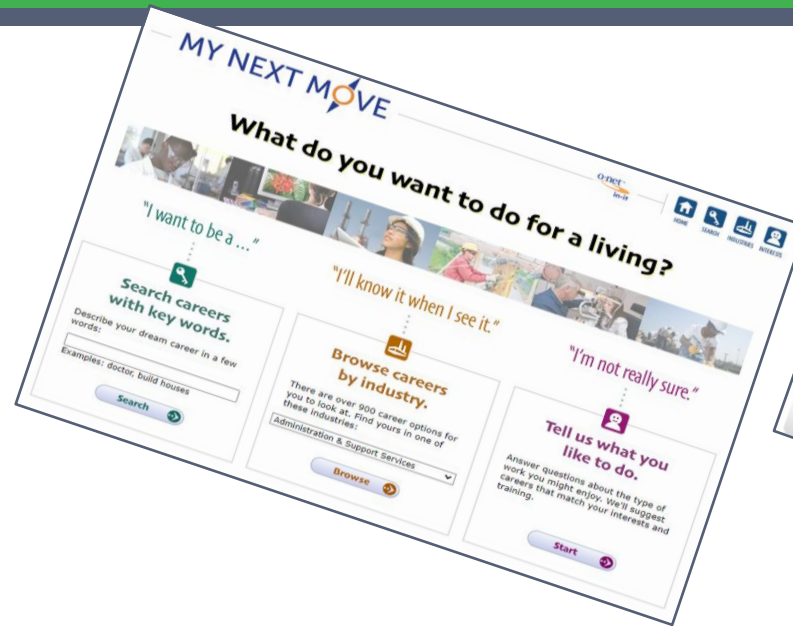 MY NEXT MOVE
o·net
in-it
HOME
SEARCH
INDUSTRIES
INTERESTS
What do you want to do for a living?
"I want to be a ..."
Search careers
with key words.
Describe your dream career in a few
words:
Examples: doctor, build houses
Search
"I'll know it when I see it."
Browse careers
by industry.
There are over 900 career options for
you to look at. Find yours in one of
these industries:
Administration & Support Services
Browse
"I'm not really sure."
Tell us what you
like to do.
Answer questions about the type of
work you might enjoy. We'll suggest
careers that match your interests and
training.
Start